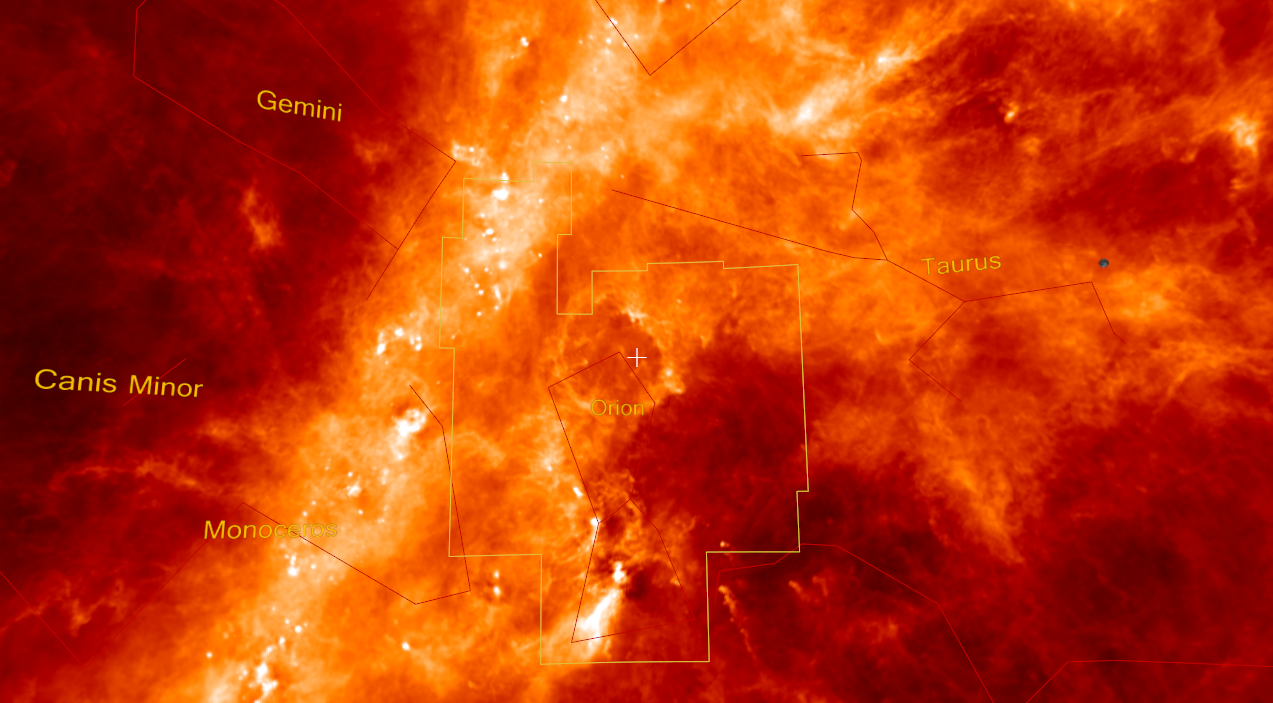 Gemini
Taurus
Canis Minor
Orion
Monoceros